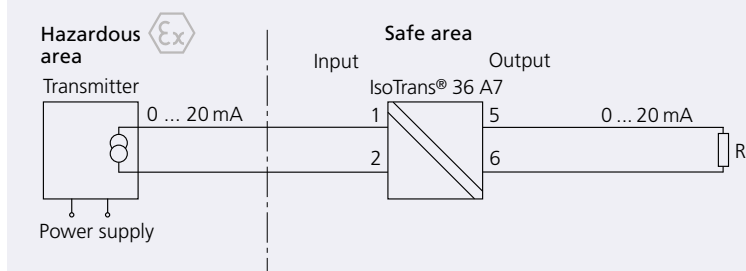 Hazardous
area
Ex
Safe area
Input
Output
Transmitter
IsoTrans® 36 A7
0 ... 20 mA
1
5
0 ... 20 mA
R
2
6
Power supply